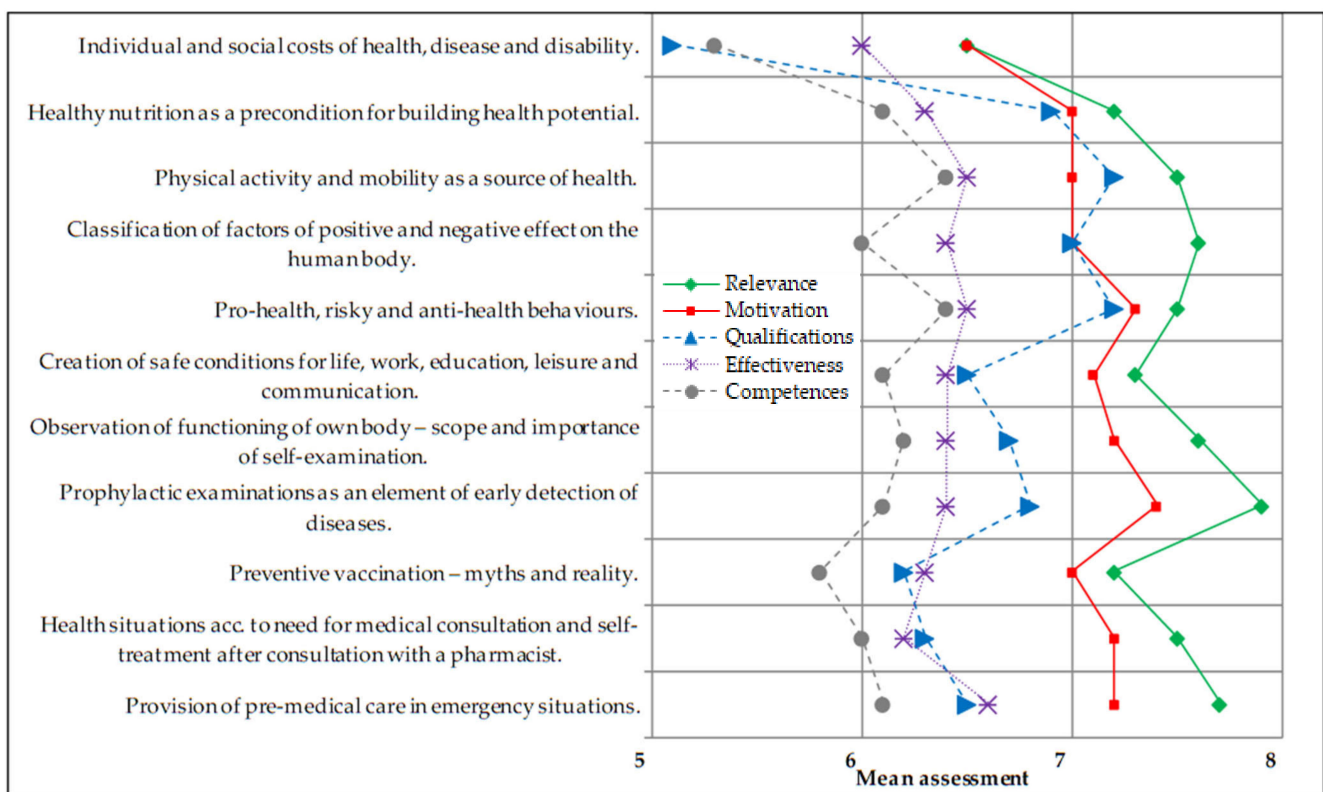 Individual and social costs of health, disease and disability.
Healthy nutrition as a precondition for building health potential.
Physical activity and mobility as a source of health.
Classification of factors of positive and negative effect on the
human body.
Pro-health, risky and anti-health behaviours.
Creation of safe conditions for life, work, education, leisure and
communication.
Observation of functioning of own body – scope and importance
of self-examination.
Prophylactic examinations as an element of early detection of
diseases.
Preventive vaccination – myths and reality.
Health situations acc. to need for medical consultation and self-
treatment after consultation with a pharmacist.
Provision of pre-medical care in emergency situations.
Relevance
Motivation
Qualifications
Effectiveness
Competences
5 6 7 8
Mean assessment